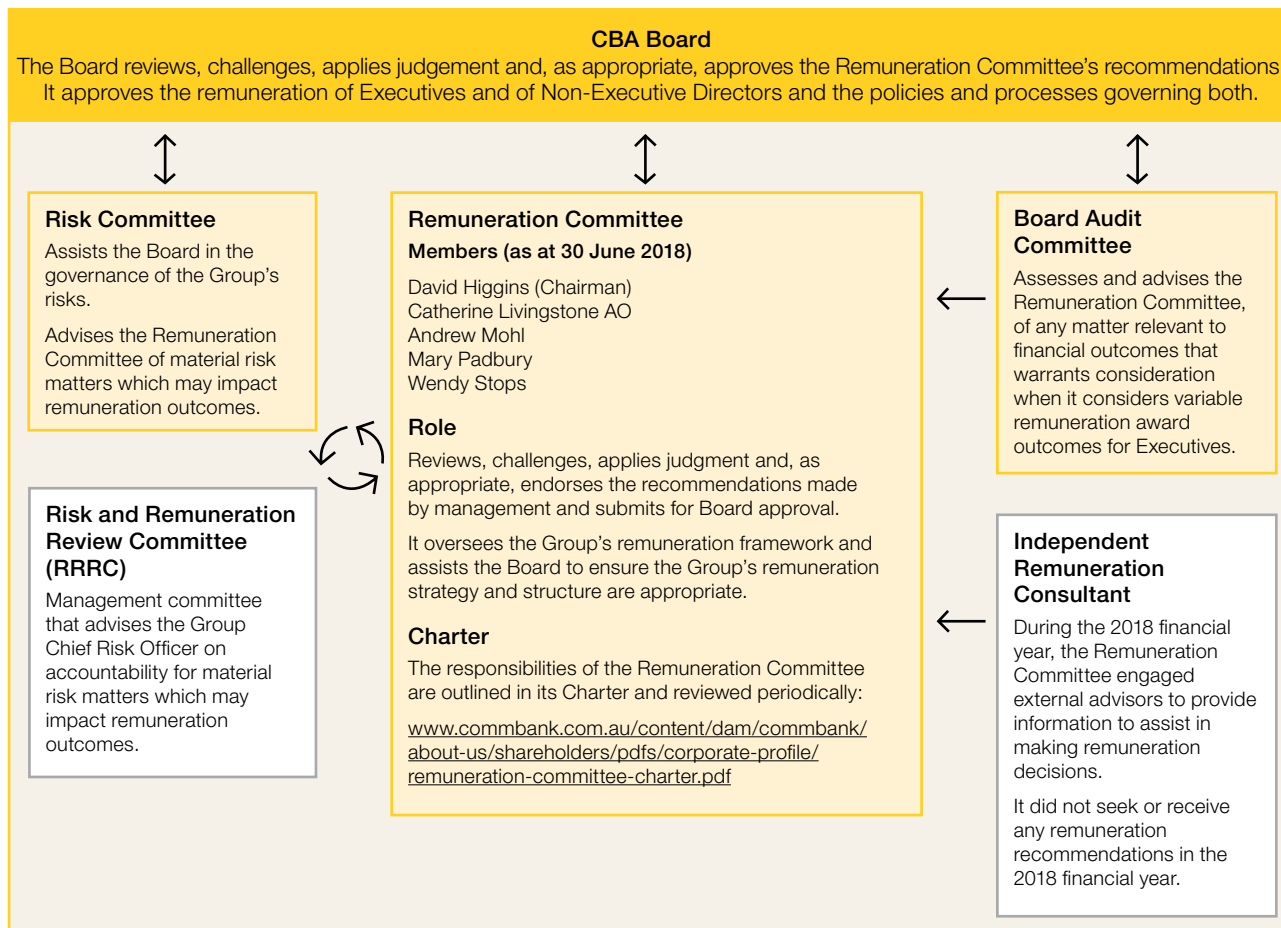 CBA Board
The Board reviews, challenges, applies judgement and, as appropriate, approves the Remuneration Committee's recommendations
It approves the remuneration of Executives and of Non-Executive Directors and the policies and processes governing both.
Risk Committee
Assists the Board in the
governance of the Group's
risks.
Advises the Remuneration
Committee of material risk
matters which may impact
remuneration outcomes.
Risk and Remuneration
Review Committee
(RRRC)
Management committee
that advises the Group
Chief Risk Officer on
accountability for material
risk matters which may
impact remuneration
outcomes.
Remuneration Committee
Members (as at 30 June 2018)
David Higgins (Chairman)
Catherine Livingstone AO
Andrew Mohl
Mary Padbury
Wendy Stops
Role
Reviews, challenges, applies judgment and, as
appropriate, endorses the recommendations made
by management and submits for Board approval.
It oversees the Group's remuneration framework and
assists the Board to ensure the Group's remuneration
strategy and structure are appropriate.
Charter
The responsibilities of the Remuneration Committee
are outlined in its Charter and reviewed periodically:
www.commbank.com.au/content/dam/commbank/
about-us/shareholders/pdfs/corporate-profile/
remuneration-committee-charter.pdf
Board Audit
Committee
Assesses and advises the
Remuneration Committee,
of any matter relevant to
financial outcomes that
warrants consideration
when it considers variable
remuneration award
outcomes for Executives.
Independent
Remuneration
Consultant
During the 2018 financial
year, the Remuneration
Committee engaged
external advisors to provide
information to assist in
making remuneration
decisions.
It did not seek or receive
any remuneration
recommendations in the
2018 financial year.